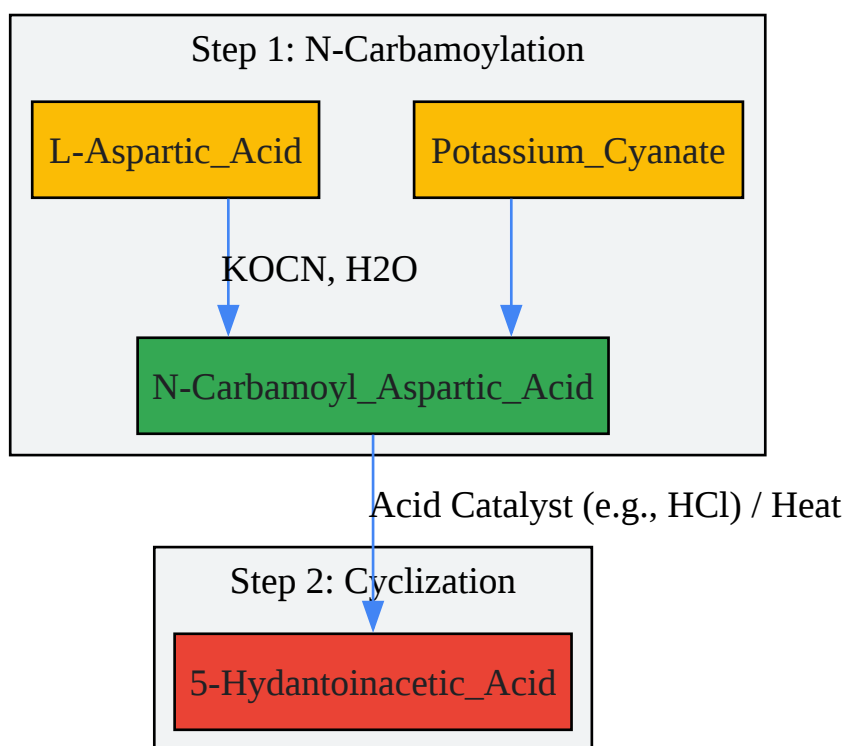 Step 1: N-Carbamoylation
L-Aspartic_Acid
Potassium_Cyanate
KOCN, H2O
N-Carbamoyl_Aspartic_Acid
Acid Catalyst (e.g., HCl) / Heat
Step 2: Cyclization
5-Hydantoinacetic_Acid